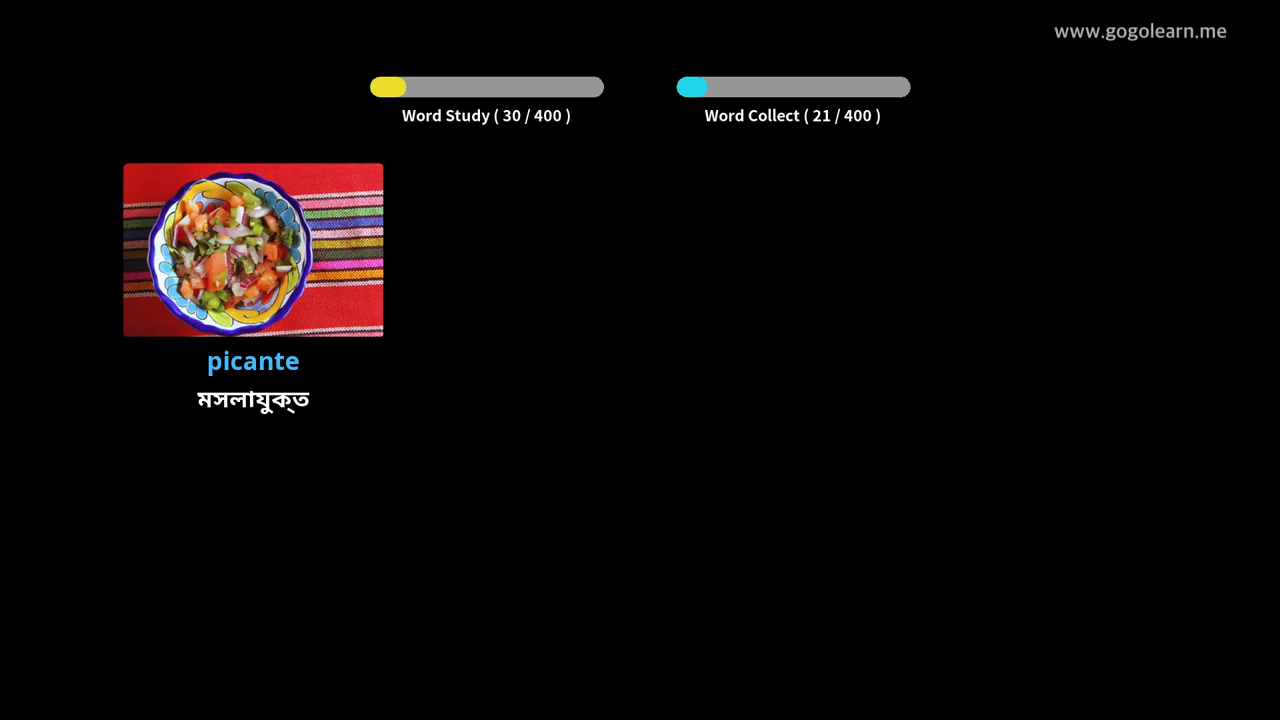 www.gogolearn.me
Word Study ( 30 / 400 )
Word Collect ( 21 / 400 )
picante
মসলাযুক্ত